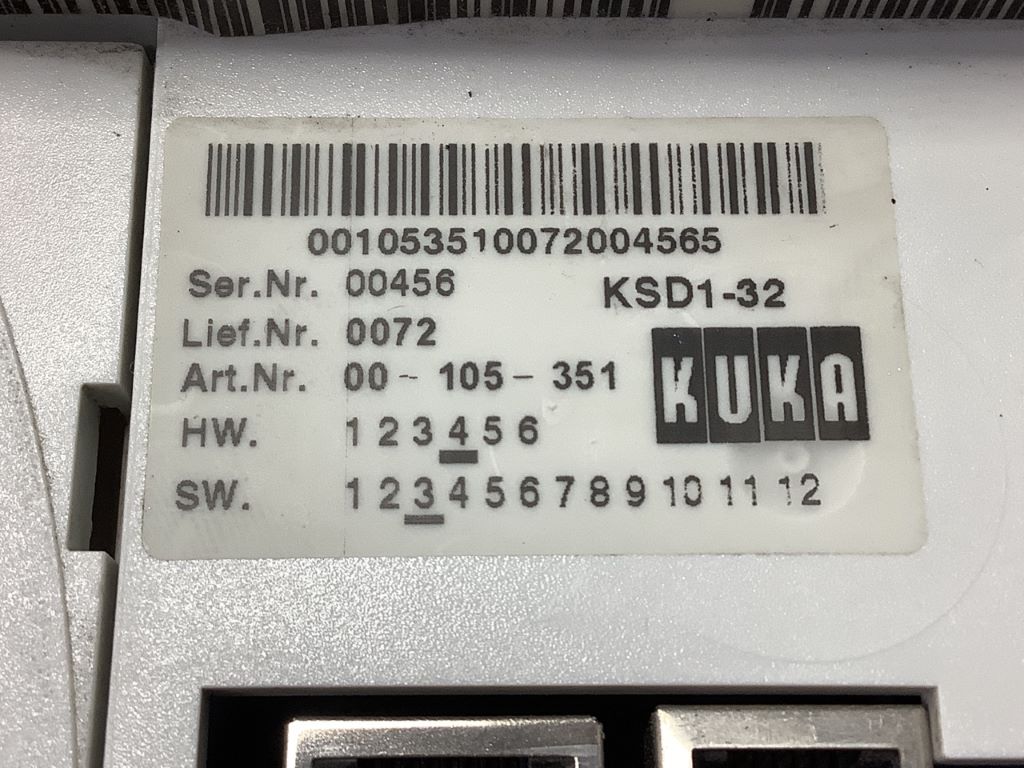 001053510072004565
Ser.Nr. 00456
KSD1-32
Lief.Nr. 0072
Art.Nr. 00 - 105 - 351
KUKA
HW. 1 2 3 4 5 6
SW. 1 2 3 4 5 6 7 8 9 10 11 12